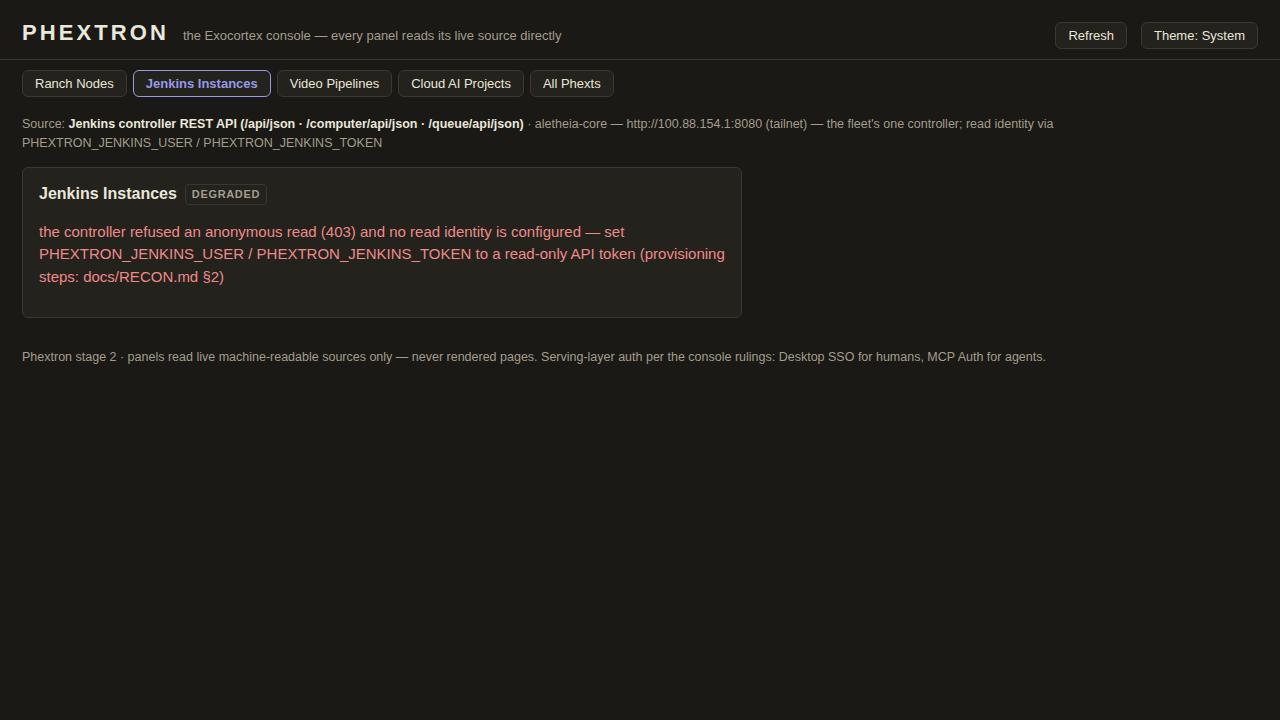 PHEXTRON the Exocortex console — every panel reads its live source directly Refresh Theme: System
Ranch Nodes Jenkins Instances Video Pipelines Cloud AI Projects All Phexts
Source: Jenkins controller REST API (/api/json · /computer/api/json · /queue/api/json) · aletheia-core — http://100.88.154.1:8080 (tailnet) — the fleet's one controller; read identity via
PHEXTRON_JENKINS_USER / PHEXTRON_JENKINS_TOKEN
Jenkins Instances DEGRADED
the controller refused an anonymous read (403) and no read identity is configured — set
PHEXTRON_JENKINS_USER / PHEXTRON_JENKINS_TOKEN to a read-only API token (provisioning
steps: docs/RECON.md §2)
Phextron stage 2 · panels read live machine-readable sources only — never rendered pages. Serving-layer auth per the console rulings: Desktop SSO for humans, MCP Auth for agents.